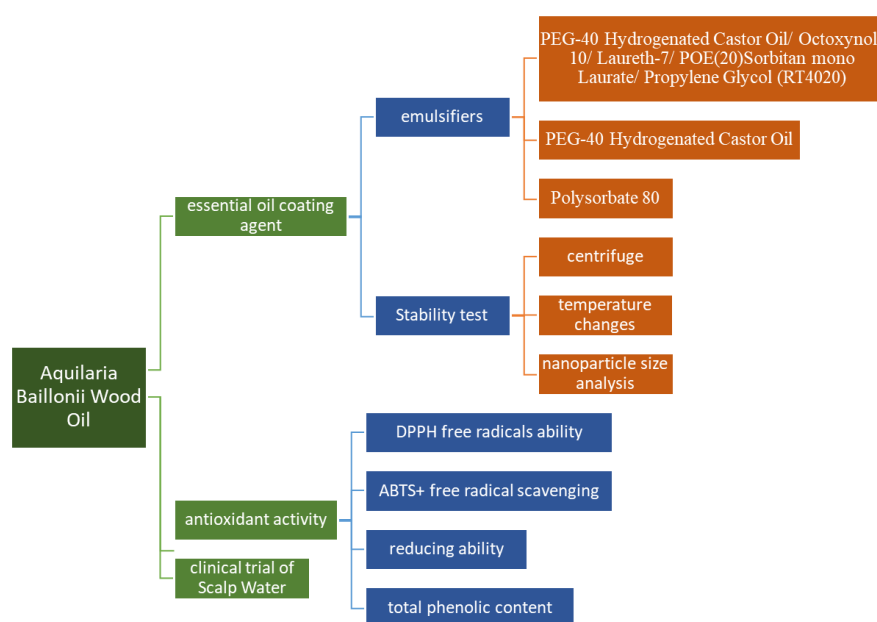 Aquilaria
Baillonii Wood
Oil
essential oil coating
agent
emulsifiers
PEG-40 Hydrogenated Castor Oil/ Octoxynol
10/ Laureth-7/ POE(20)Sorbitan mono
Laurate/ Propylene Glycol (RT4020)
PEG-40 Hydrogenated Castor Oil
Polysorbate 80
Stability test
centrifuge
temperature
changes
nanoparticle size
analysis
antioxidant activity
DPPH free radicals ability
ABTS+ free radical scavenging
reducing ability
total phenolic content
clinical trial of
Scalp Water